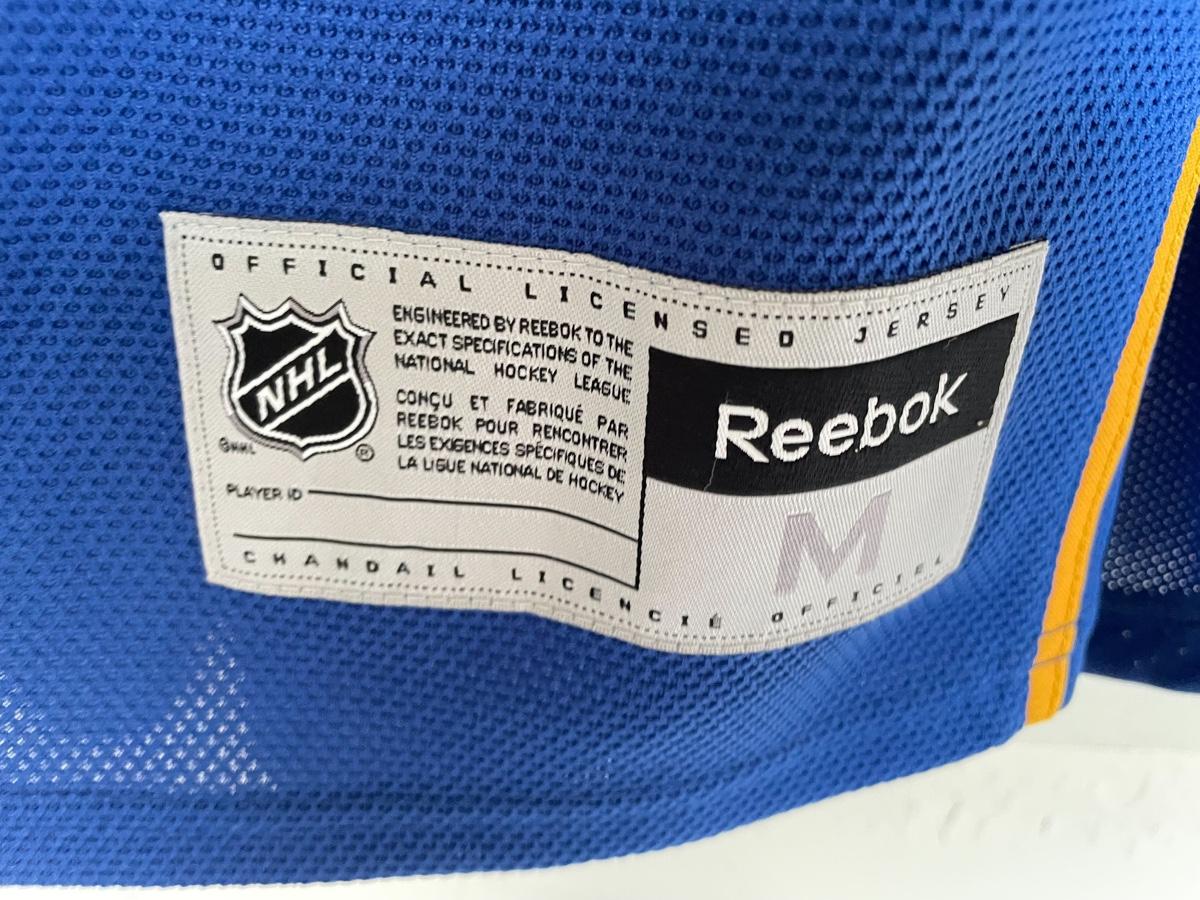 OFFICIAL LICENSED JERSEY
NHL
®NHL
®
ENGINEERED BY REEBOK TO THE
EXACT SPECIFICATIONS OF THE
NATIONAL HOCKEY LEAGUE
CONÇU ET FABRIQUÉ PAR
REEBOK POUR RENCONTRER
LES EXIGENCES SPÉCIFIQUES DE
LA LIGUE NATIONAL DE HOCKEY
PLAYER ID
Reebok
M
CHANDAIL LICENCIÉ OFFICIEL